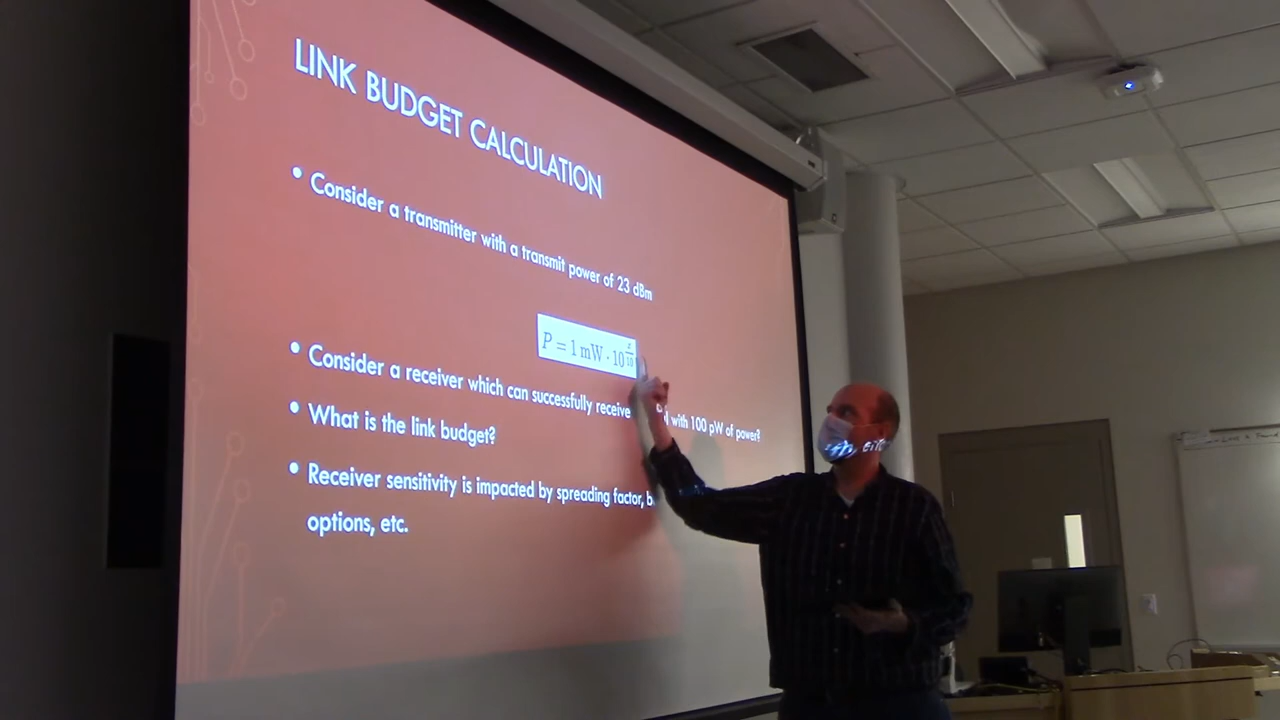 LINK BUDGET CALCULATION
• Consider a transmitter with a transmit power of 23 dBm
P = 1 mW · 10^(x/10)
• Consider a receiver which can successfully receive with 100 pW of power?
• What is the link budget?
• Receiver sensitivity is impacted by spreading factor,
options, etc.